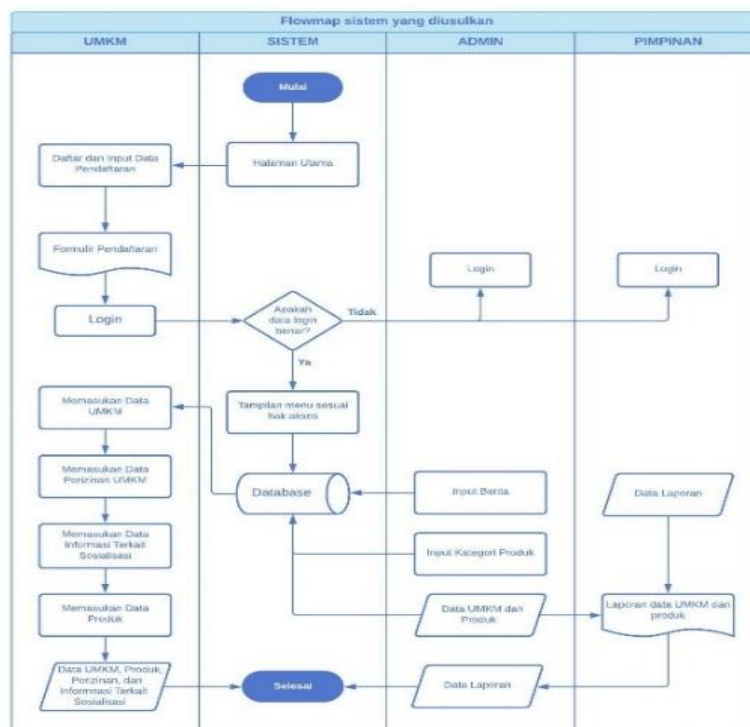 Flowmap sistem yang diusulkan
UMKM
SISTEM
ADMIN
PIMPINAN
Mulai
Daftar dan Input Data
Pendaftaran
Halaman Utama
Formulir Pendaftaran
Login
Login
Login
Apakah
data login
benar?
Tidak
Ya
Memasukan Data
UMKM
Tampilan menu sesuai
hak akses
Memasukan Data
Perizinan UMKM
Database
Input Berita
Data Laporan
Memasukan Data
Informasi Terkait
Sosialisasi
Input Kategori Produk
Memasukan Data
Produk
Data UMKM dan
Produk
Laporan data UMKM dan
produk
Data UMKM, Produk,
Perizinan, dan
Informnasi Terkait
Sosialisasi
Selesai
Data Laporan